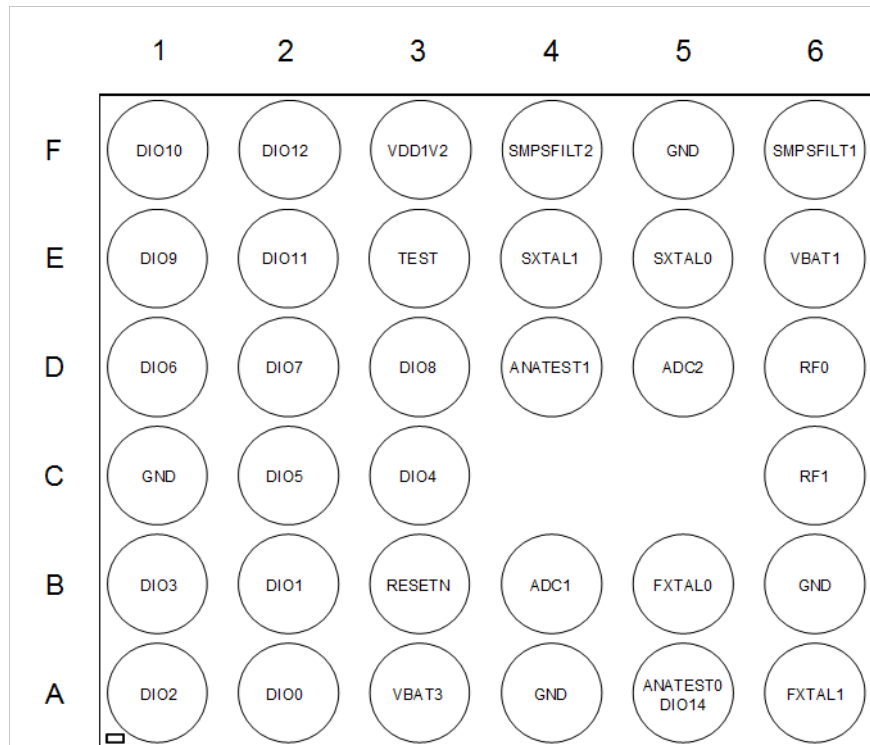 1 2 3 4 5 6
F DIO10 DIO12 VDD1V2 SMPSFILT2 GND SMPSFILT1
E DIO9 DIO11 TEST SXTAL1 SXTAL0 VBAT1
D DIO6 DIO7 DIO8 ANATEST1 ADC2 RF0
C GND DIO5 DIO4 RF1
B DIO3 DIO1 RESETN ADC1 FXTAL0 GND
A DIO2 DIO0 VBAT3 GND ANATEST0 FXTAL1
DIO14